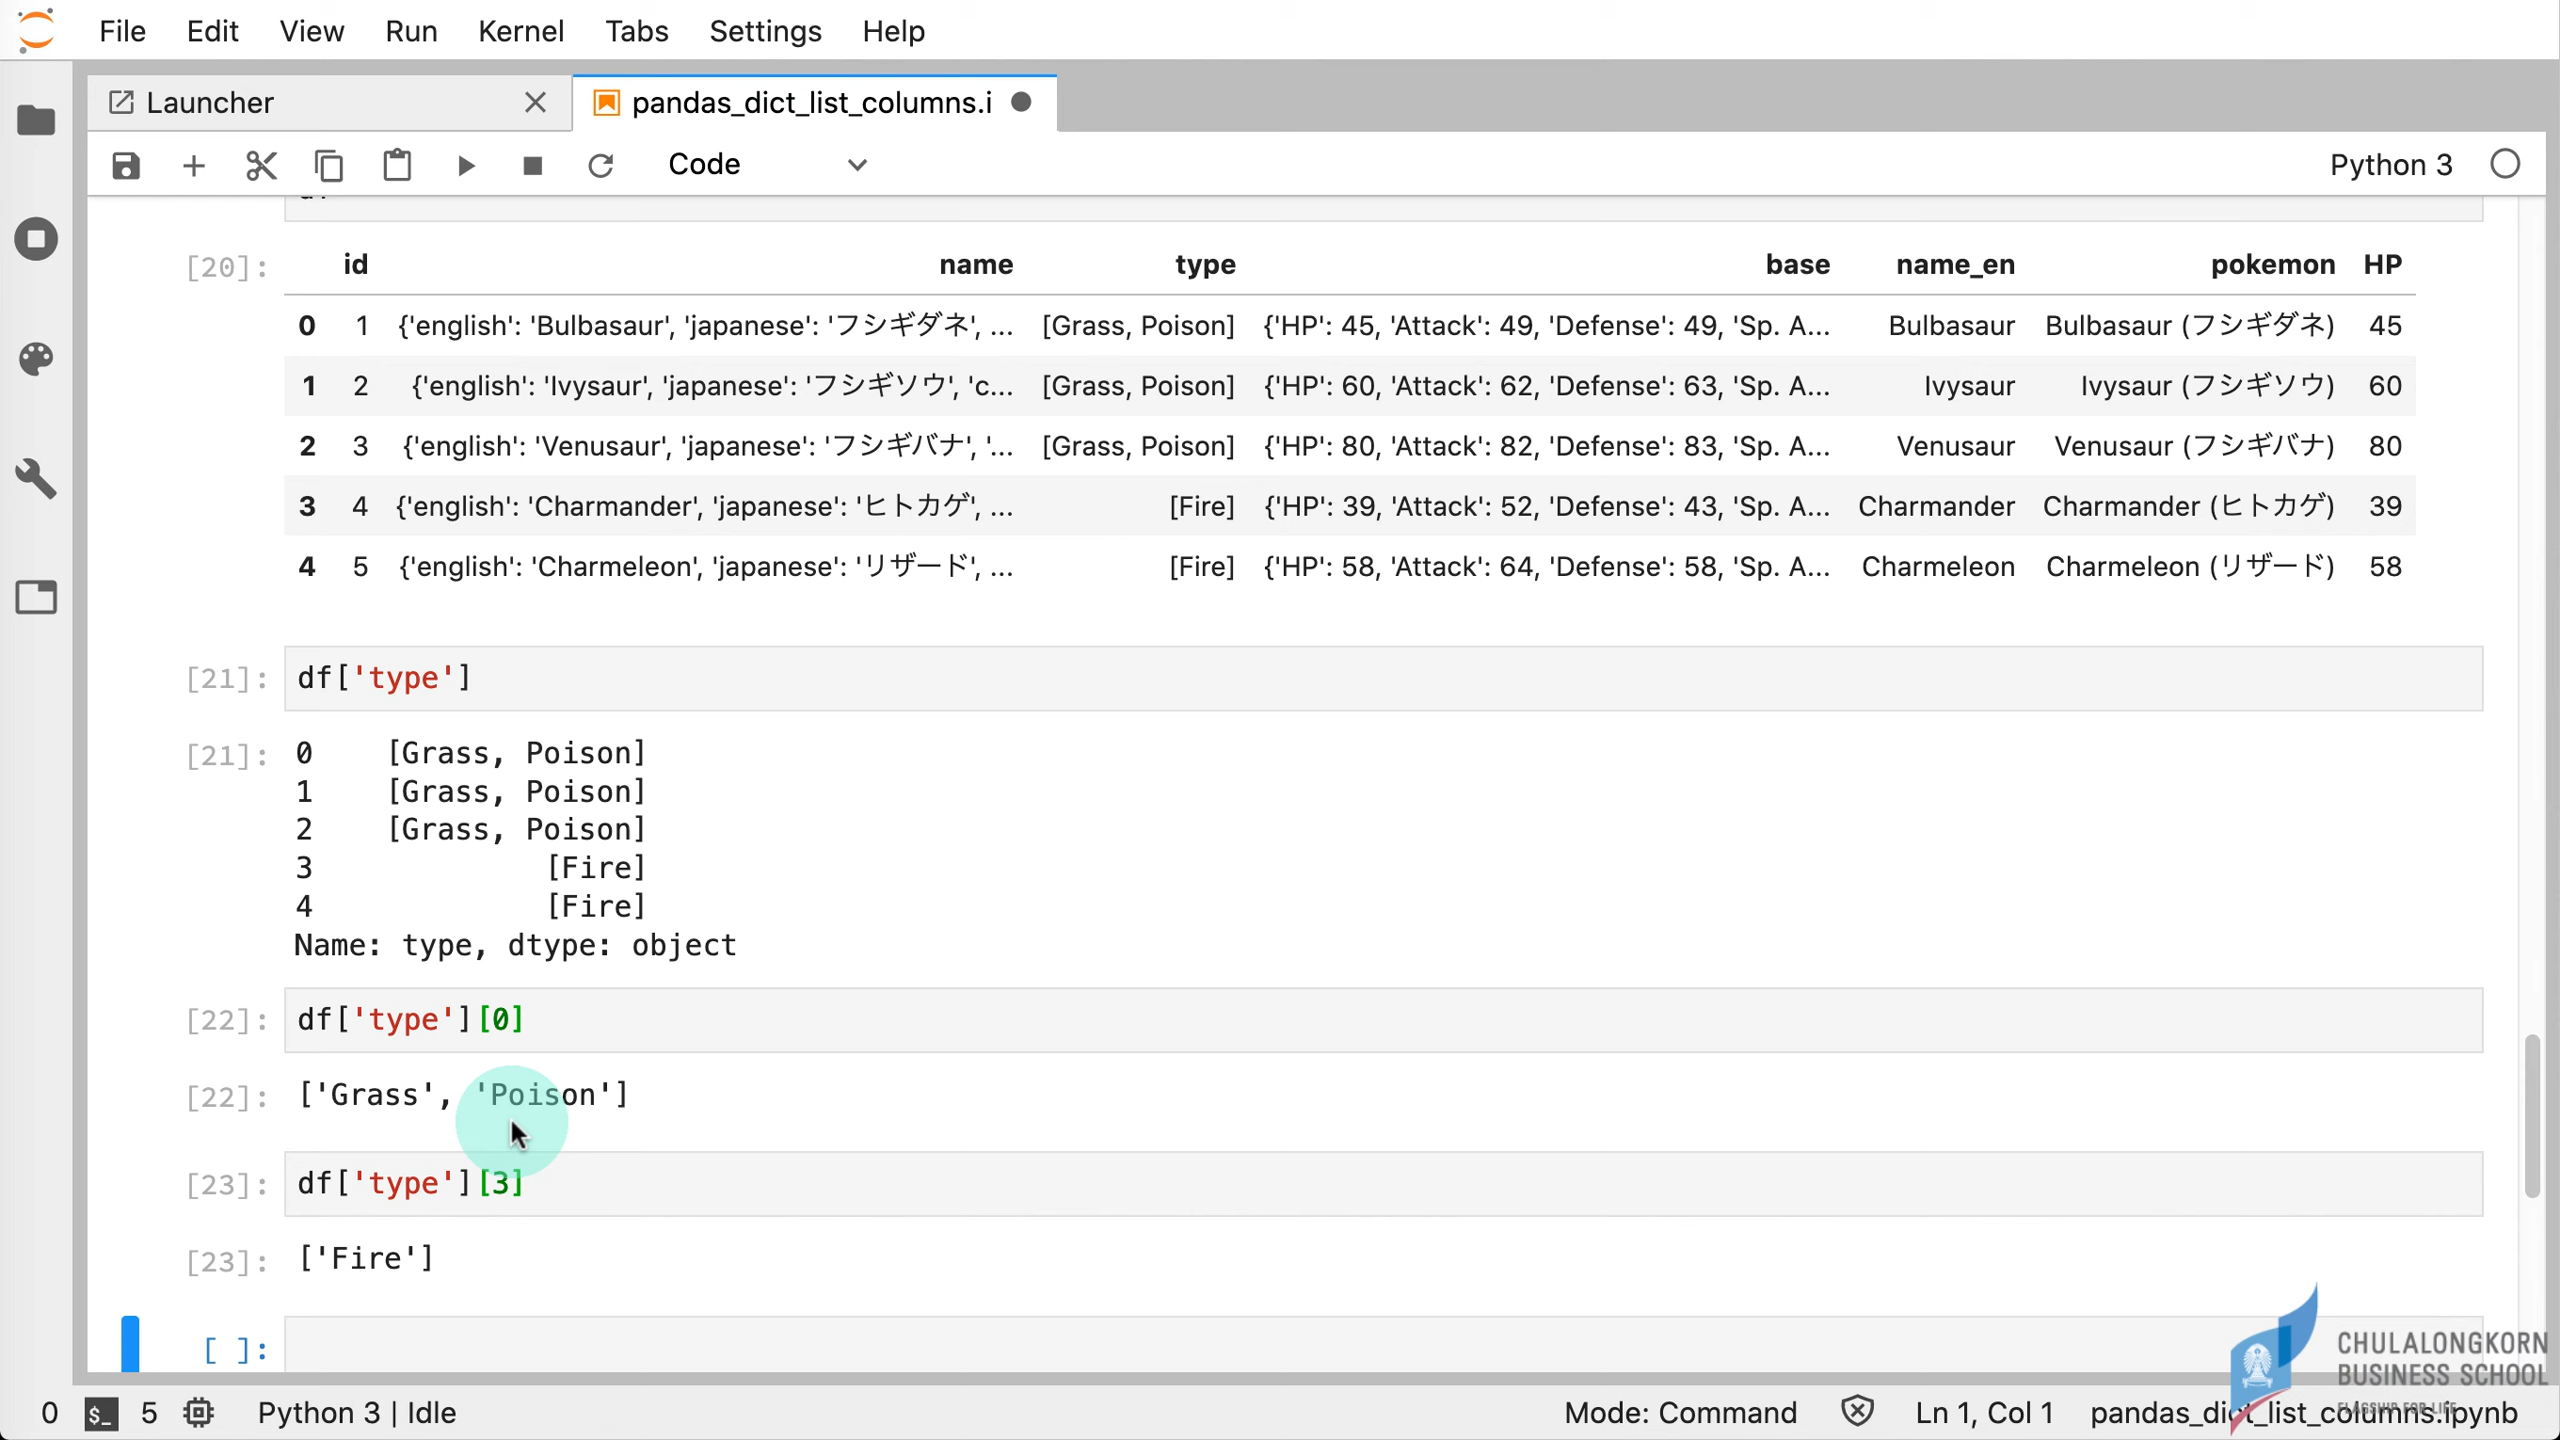 File Edit View Run Kernel Tabs Settings Help
Launcher pandas_dict_list_columns.i
Code Python 3
[20]: id name type base name_en pokemon HP
0 1 {'english': 'Bulbasaur', 'japanese': 'フシギダネ', ... [Grass, Poison] {'HP': 45, 'Attack': 49, 'Defense': 49, 'Sp. A... Bulbasaur Bulbasaur (フシギダネ) 45
1 2 {'english': 'Ivysaur', 'japanese': 'フシギソウ', 'c... [Grass, Poison] {'HP': 60, 'Attack': 62, 'Defense': 63, 'Sp. A... Ivysaur Ivysaur (フシギソウ) 60
2 3 {'english': 'Venusaur', 'japanese': 'フシギバナ', '... [Grass, Poison] {'HP': 80, 'Attack': 82, 'Defense': 83, 'Sp. A... Venusaur Venusaur (フシギバナ) 80
3 4 {'english': 'Charmander', 'japanese': 'ヒトカゲ', ... [Fire] {'HP': 39, 'Attack': 52, 'Defense': 43, 'Sp. A... Charmander Charmander (ヒトカゲ) 39
4 5 {'english': 'Charmeleon', 'japanese': 'リザード', ... [Fire] {'HP': 58, 'Attack': 64, 'Defense': 58, 'Sp. A... Charmeleon Charmeleon (リザード) 58
[21]: df['type']
[21]: 0 [Grass, Poison]
1 [Grass, Poison]
2 [Grass, Poison]
3 [Fire]
4 [Fire]
Name: type, dtype: object
[22]: df['type'][0]
[22]: ['Grass', 'Poison']
[23]: df['type'][3]
[23]: ['Fire']
[ ]:
CHULALONGKORN
BUSINESS SCHOOL
FLAGSHIP FOR LIFE
0 $_ 5 Python 3 | Idle Mode: Command Ln 1, Col 1 pandas_dict_list_columns.ipynb